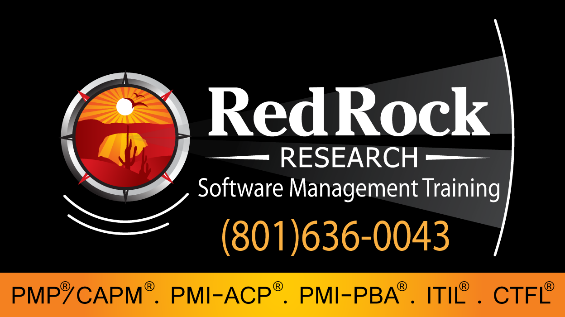 Red Rock
RESEARCH
Software Management Training
(801)636-0043
PMP®/CAPM®. PMI-ACP®. PMI-PBA®. ITIL® . CTFL®